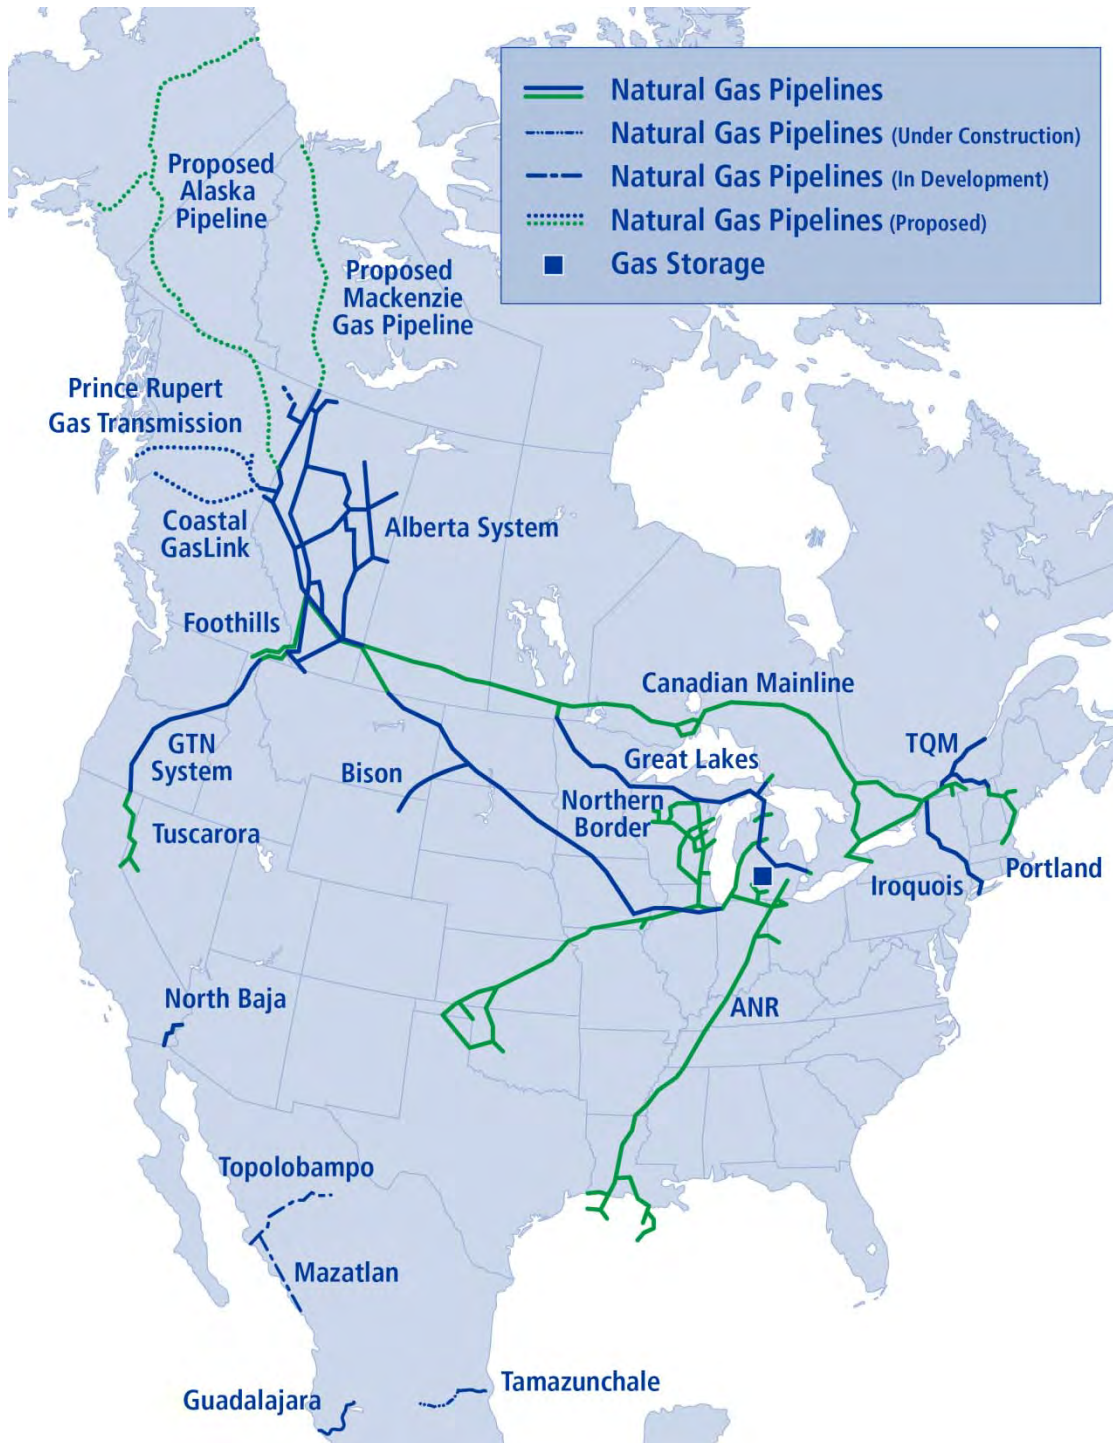 Natural Gas Pipelines
Natural Gas Pipelines (Under Construction)
Natural Gas Pipelines (In Development)
Natural Gas Pipelines (Proposed)
Gas Storage
Proposed
Alaska
Pipeline
Proposed
Mackenzie
Gas Pipeline
Prince Rupert
Gas Transmission
Coastal
GasLink
Alberta System
Foothills
Canadian Mainline
GTN
System
Bison
Great Lakes
TQM
Northern
Border
Tuscarora
Iroquois
Portland
North Baja
ANR
Topolobampo
Mazatlan
Guadalajara
Tamazunchale